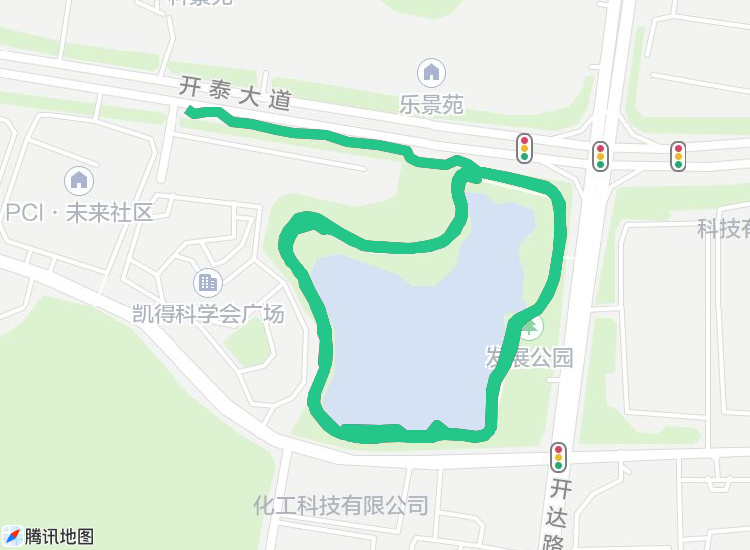 开泰大道
乐景苑
PCI·未来社区
科技有
凯得科学会广场
发展公园
化工科技有限公司
开达路
腾讯地图